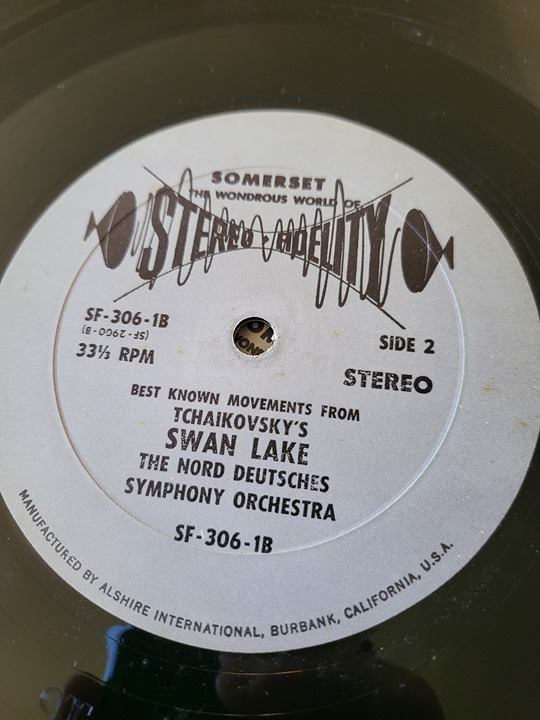 SOMERSET
THE WONDROUS WORLD OF
STEREO-FIDELITY
SF-306-1B
(SF-2900-B)
33⅓ RPM
SIDE 2
STEREO
BEST KNOWN MOVEMENTS FROM
TCHAIKOVSKY'S
SWAN LAKE
THE NORD DEUTSCHES
SYMPHONY ORCHESTRA
SF-306-1B
MANUFACTURED BY ALSHIRE INTERNATIONAL, BURBANK, CALIFORNIA, U.S.A.